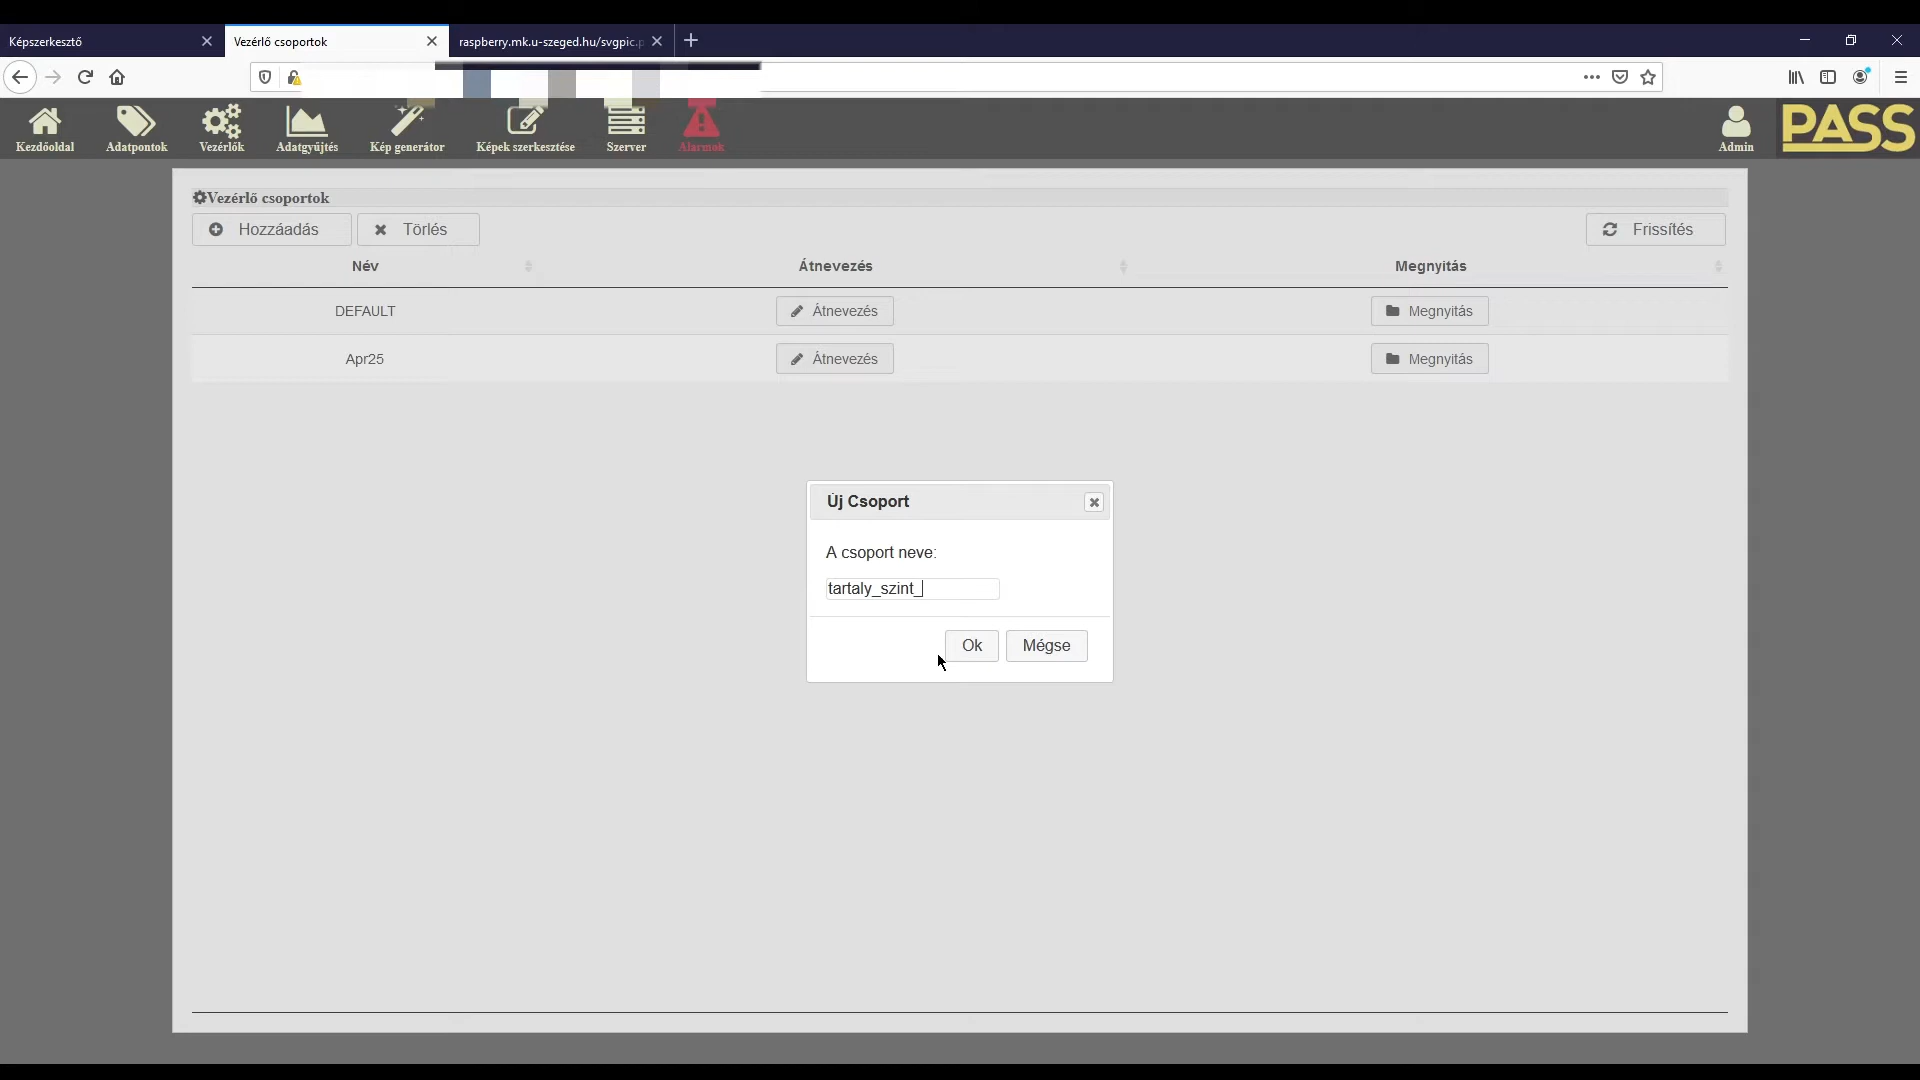 Képszerkesztő
Vezérlő csoportok
raspberry.mk.u-szeged.hu/svgpic.p
Kezdőoldal
Adatpontok
Vezérlők
Adatgyűjtés
Kép generátor
Képek szerkesztése
Szerver
Alarmok
Admin
PASS
Vezérlő csoportok
Hozzáadás
Törlés
Frissítés
Név
Átnevezés
Megnyitás
DEFAULT
Átnevezés
Megnyitás
Apr25
Átnevezés
Megnyitás
Új Csoport
A csoport neve:
tartaly_szint_
Ok
Mégse